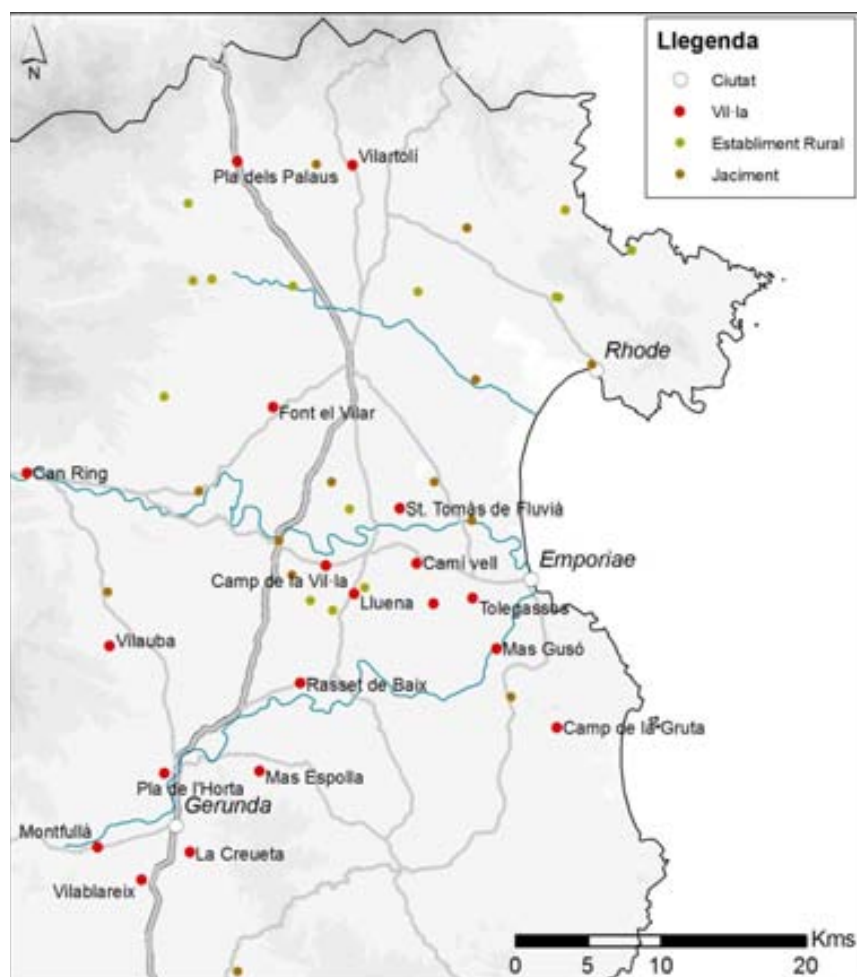 N
Llegenda
Ciutat
Vil·la
Establiment Rural
Jaciment
Pla dels Palaus
Vilartolí
Rhode
Font el Vilar
Can Ring
St. Tomàs de Fluvià
Camí vell
Emporiae
Camp de la Vil·la
Lluena
Tolegassos
Vilauba
Mas Gusó
Rasset de Baix
Camp de la Gruta
Pla de l'Horta
Mas Espolla
Gerunda
Montfullà
La Creueta
Vilablareix
Kms
0 5 10 20